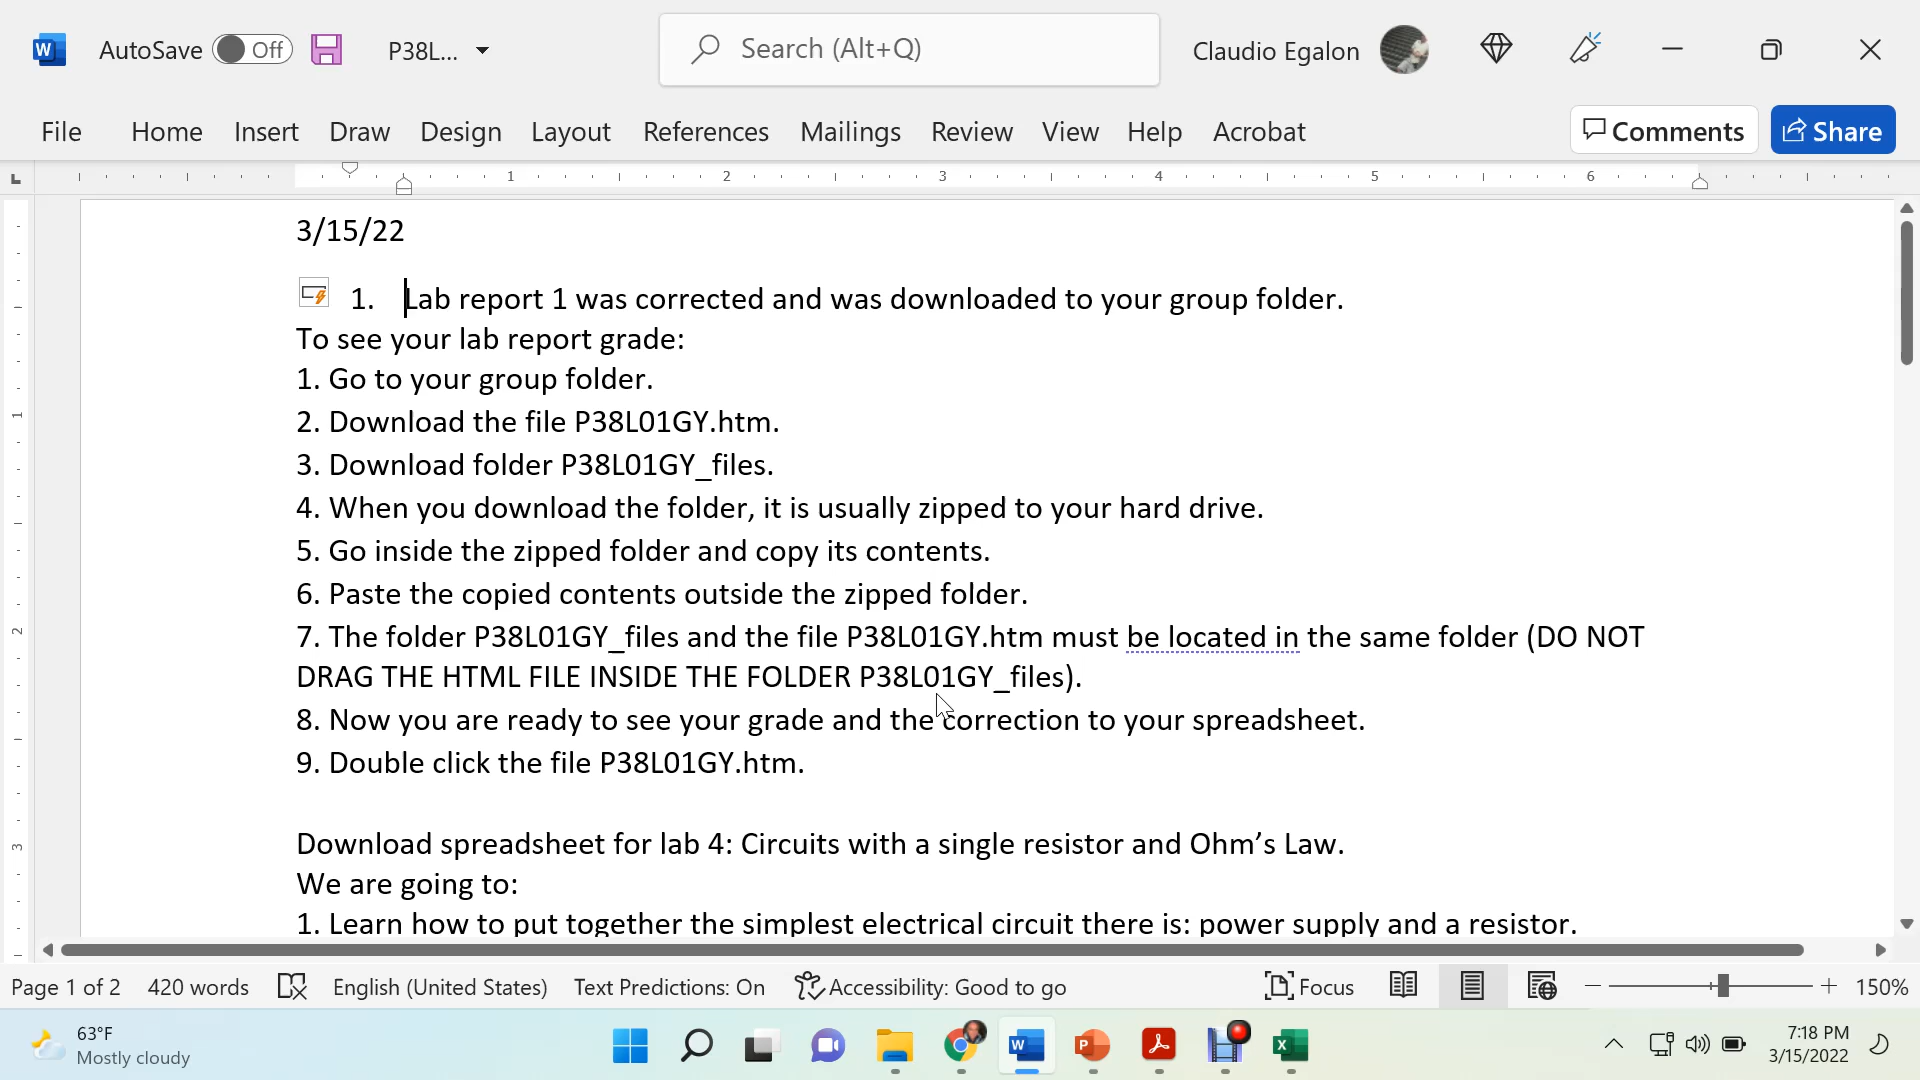 AutoSave Off P38L... Search (Alt+Q) Claudio Egalon
File Home Insert Draw Design Layout References Mailings Review View Help Acrobat Comments Share
1 2 3 4 5 6
3/15/22
1. Lab report 1 was corrected and was downloaded to your group folder.
To see your lab report grade:
1. Go to your group folder.
2. Download the file P38L01GY.htm.
3. Download folder P38L01GY_files.
4. When you download the folder, it is usually zipped to your hard drive.
5. Go inside the zipped folder and copy its contents.
6. Paste the copied contents outside the zipped folder.
7. The folder P38L01GY_files and the file P38L01GY.htm must be located in the same folder (DO NOT
DRAG THE HTML FILE INSIDE THE FOLDER P38L01GY_files).
8. Now you are ready to see your grade and the correction to your spreadsheet.
9. Double click the file P38L01GY.htm.
Download spreadsheet for lab 4: Circuits with a single resistor and Ohm’s Law.
We are going to:
1. Learn how to put together the simplest electrical circuit there is: power supply and a resistor.
1
2
3
Page 1 of 2 420 words English (United States) Text Predictions: On Accessibility: Good to go Focus 150%
63°F
Mostly cloudy
7:18 PM
3/15/2022